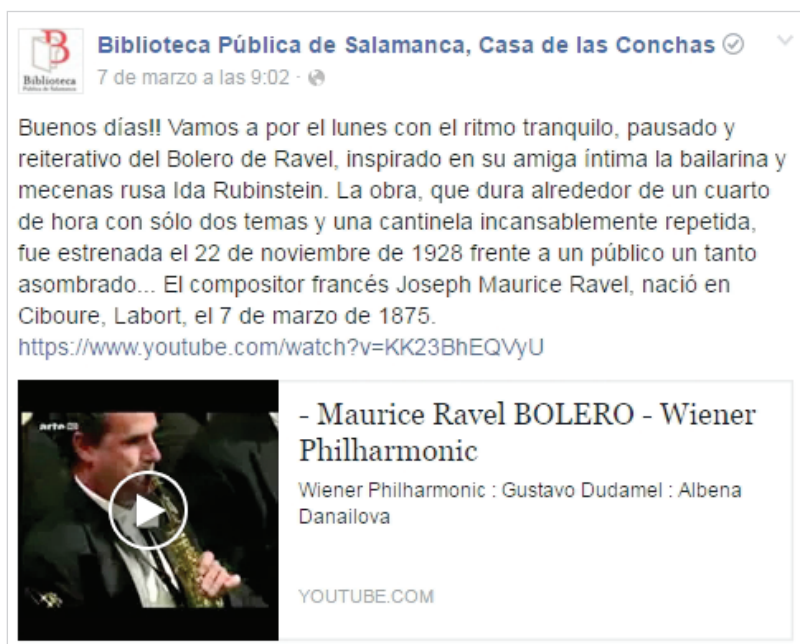 Biblioteca Pública de Salamanca, Casa de las Conchas
B
Biblioteca
Pública de Salamanca
7 de marzo a las 9:02 ·
Buenos días!! Vamos a por el lunes con el ritmo tranquilo, pausado y
reiterativo del Bolero de Ravel, inspirado en su amiga íntima la bailarina y
mecenas rusa Ida Rubinstein. La obra, que dura alrededor de un cuarto
de hora con sólo dos temas y una cantinela incansablemente repetida,
fue estrenada el 22 de noviembre de 1928 frente a un público un tanto
asombrado... El compositor francés Joseph Maurice Ravel, nació en
Ciboure, Labort, el 7 de marzo de 1875.
https://www.youtube.com/watch?v=KK23BhEQVyU
arte
- Maurice Ravel BOLERO - Wiener
Philharmonic
Wiener Philharmonic : Gustavo Dudamel : Albena
Danailova
YOUTUBE.COM